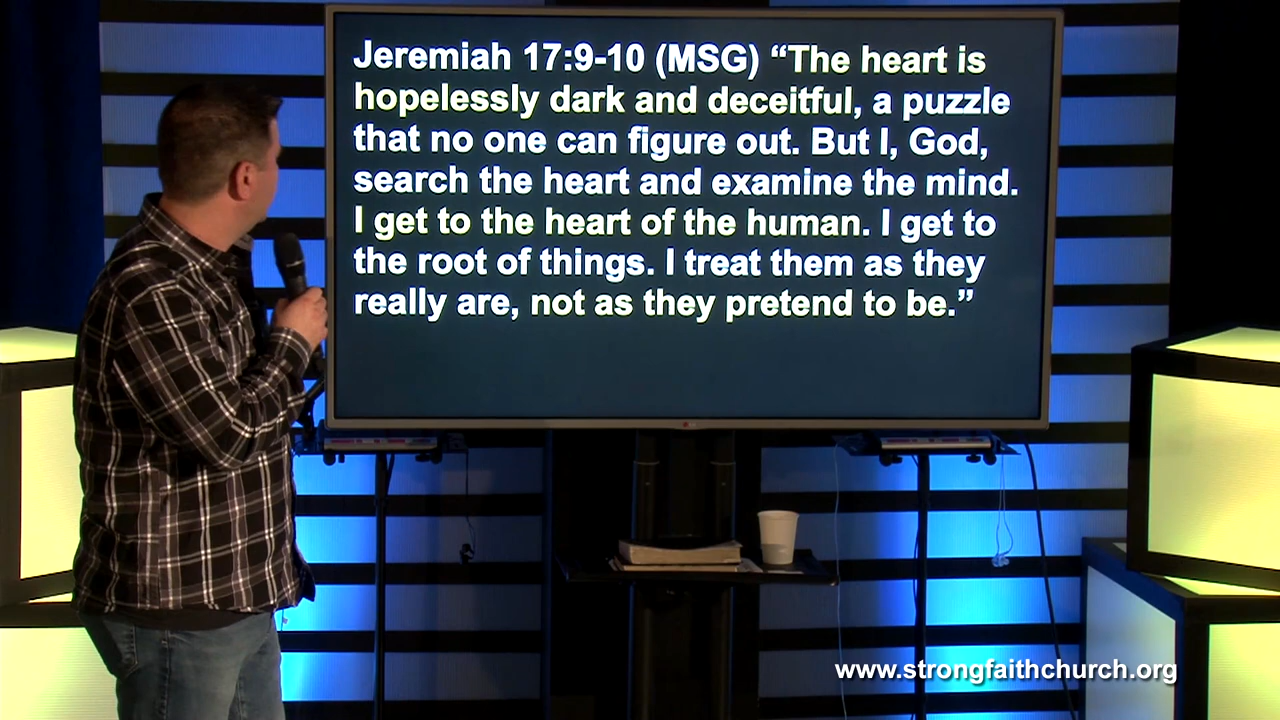 Jeremiah 17:9-10 (MSG) “The heart is
hopelessly dark and deceitful, a puzzle
that no one can figure out. But I, God,
search the heart and examine the mind.
I get to the heart of the human. I get to
the root of things. I treat them as they
really are, not as they pretend to be.”
www.strongfaithchurch.org